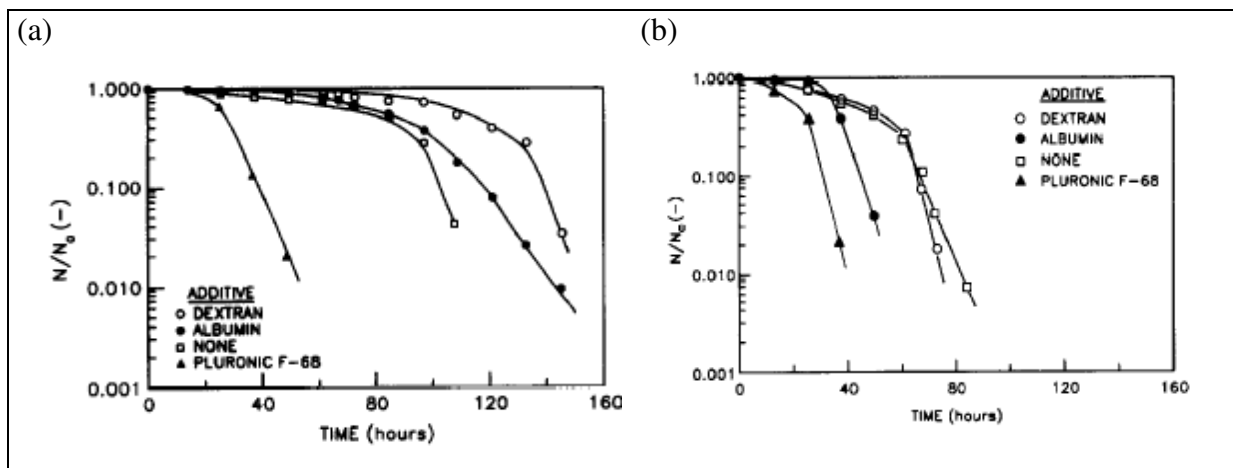 (a)
1.000
0.100
0.010
0.001
N/N₀ (-)
ADDITIVE
DEXTRAN
ALBUMIN
NONE
PLURONIC F-68
0 40 80 120 160
TIME (hours)
(b)
1.000
0.100
0.010
0.001
N/N₀ (-)
ADDITIVE
DEXTRAN
ALBUMIN
NONE
PLURONIC F-68
0 40 80 120 160
TIME (hours)